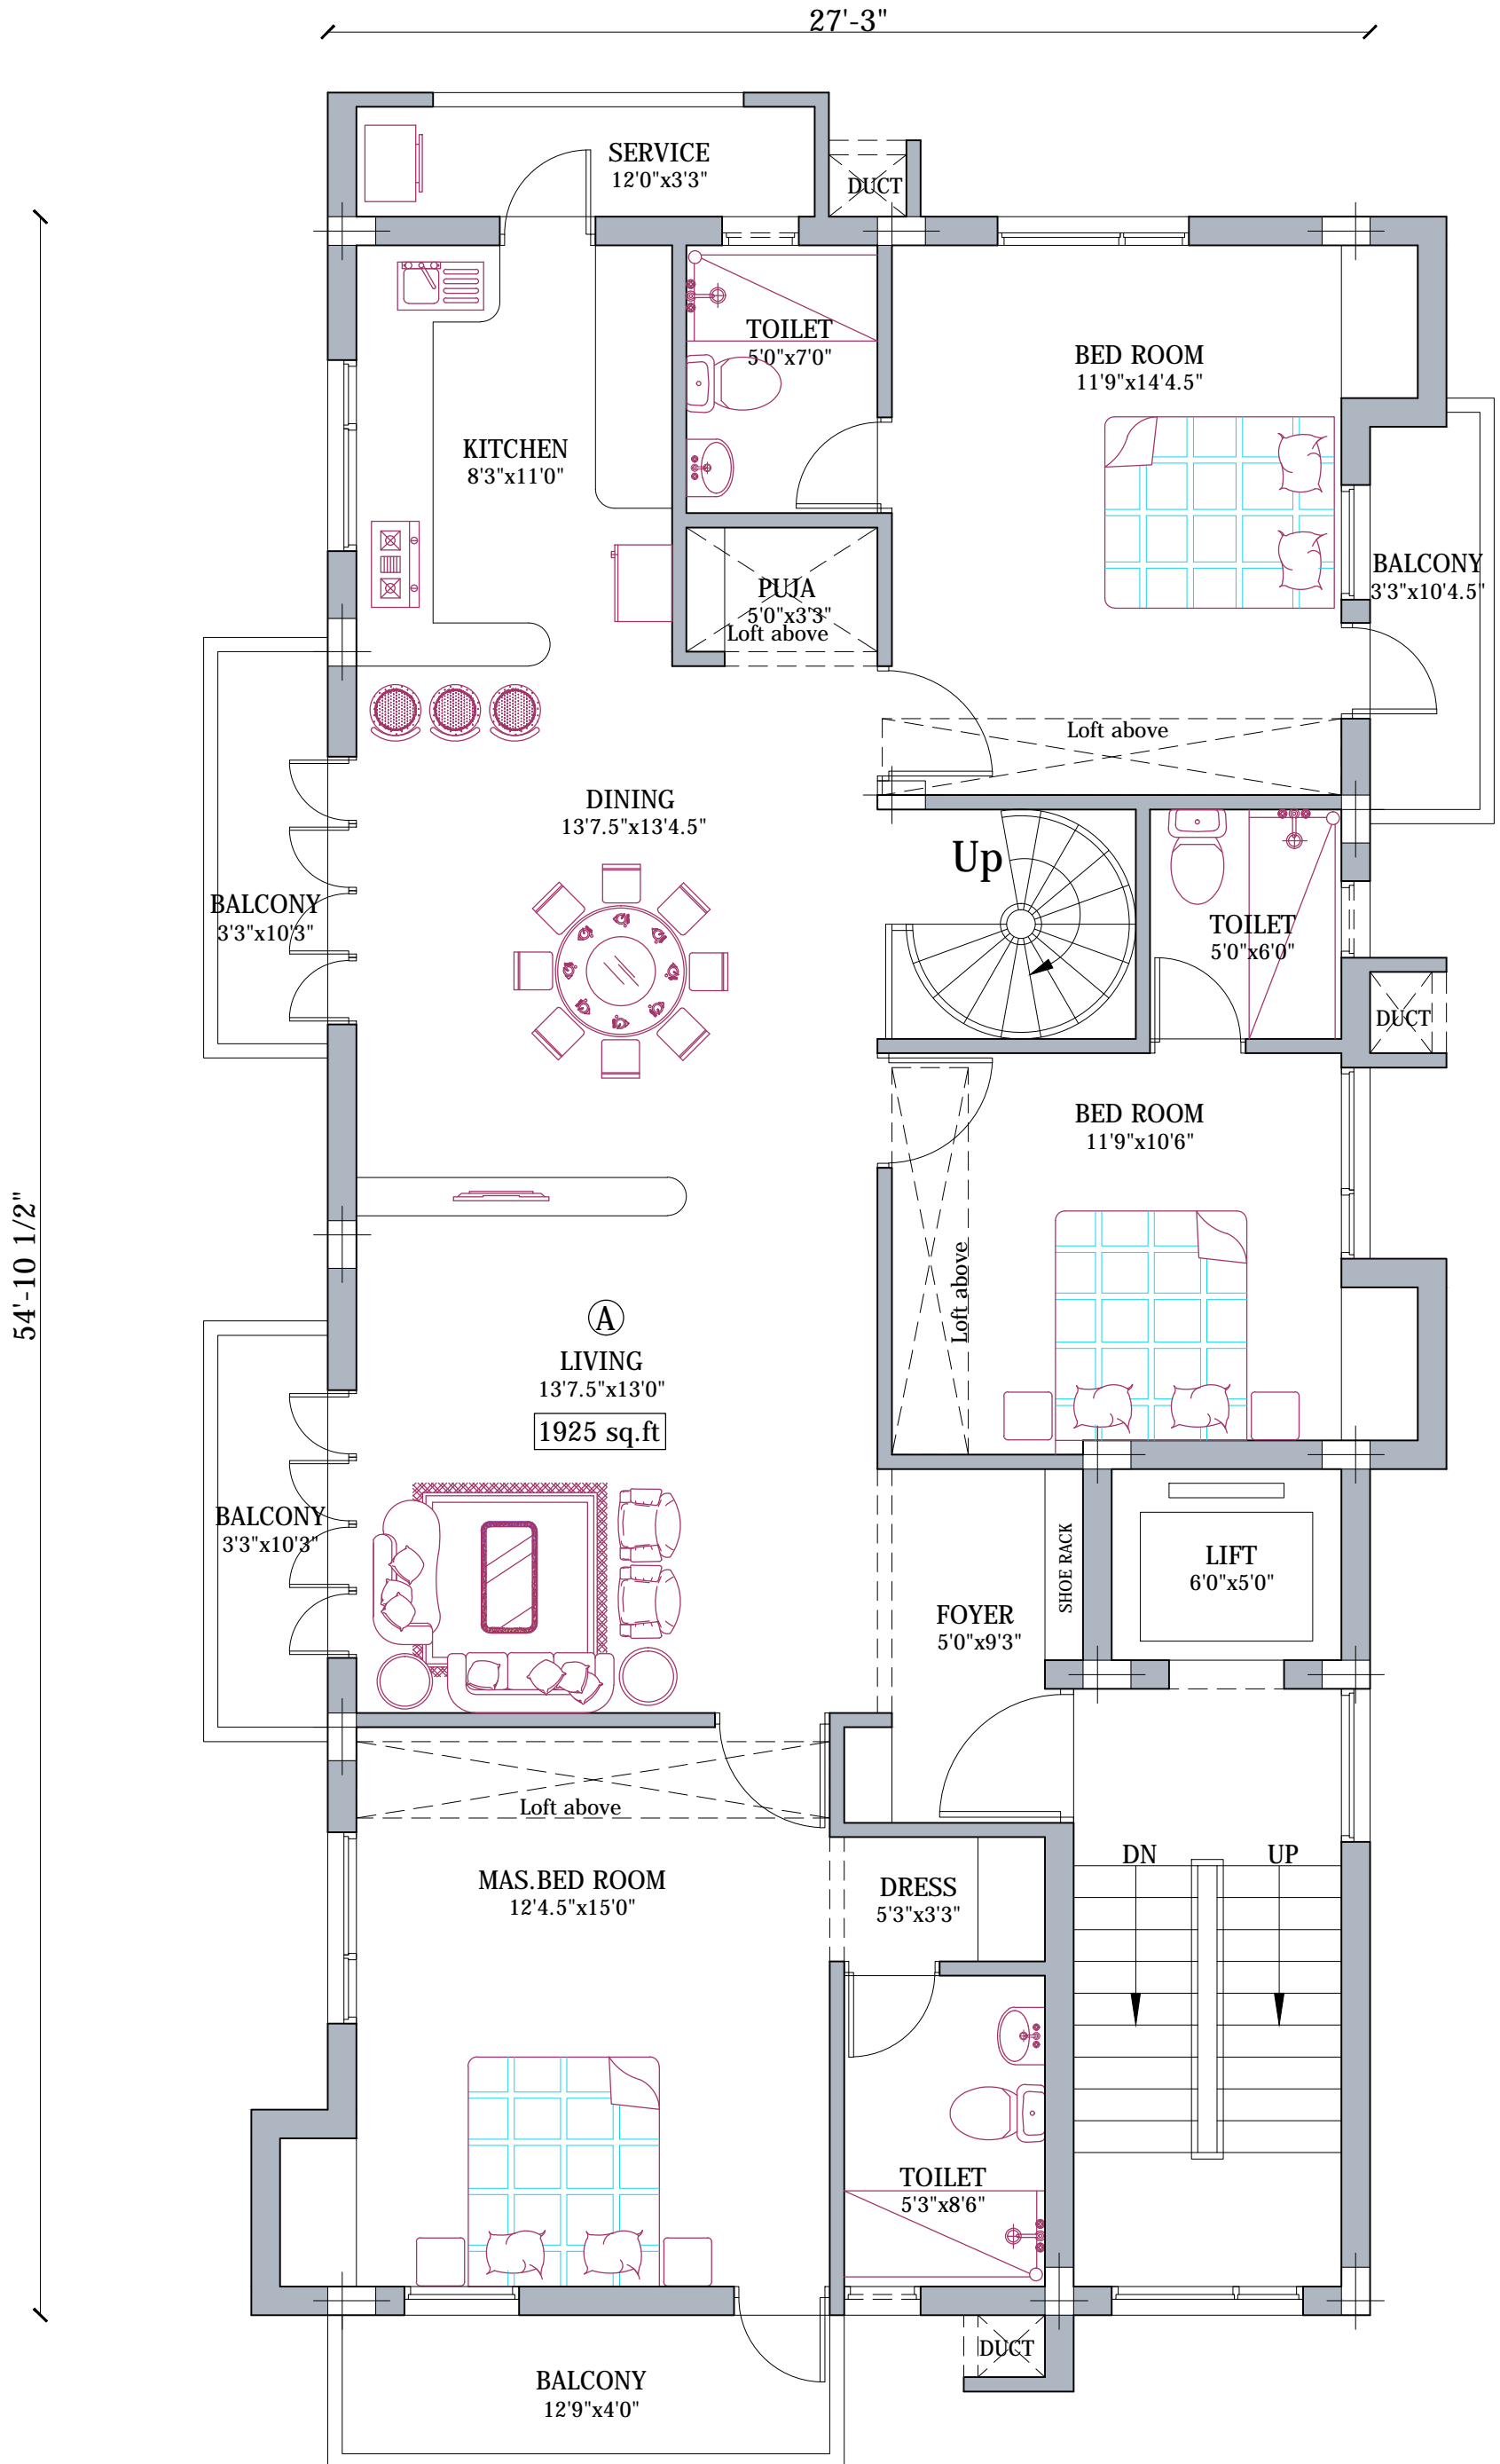 27'-3"
SERVICE
12'0"x3'3"
DUCT
TOILET
5'0"x7'0"
BED ROOM
11'9"x14'4.5"
KITCHEN
8'3"x11'0"
BALCONY
3'3"x10'4.5"
PUJA
5'0"x3'3"
Loft above
Loft above
DINING
13'7.5"x13'4.5"
Up
BALCONY
3'3"x10'3"
TOILET
5'0"x6'0"
DUCT
BED ROOM
11'9"x10'6"
54'-10 1/2"
Loft above
A
LIVING
13'7.5"x13'0"
1925 sq.ft
BALCONY
3'3"x10'3"
SHOE RACK
LIFT
6'0"x5'0"
FOYER
5'0"x9'3"
Loft above
MAS.BED ROOM
12'4.5"x15'0"
DRESS
5'3"x3'3"
DN
UP
TOILET
5'3"x8'6"
DUCT
BALCONY
12'9"x4'0"